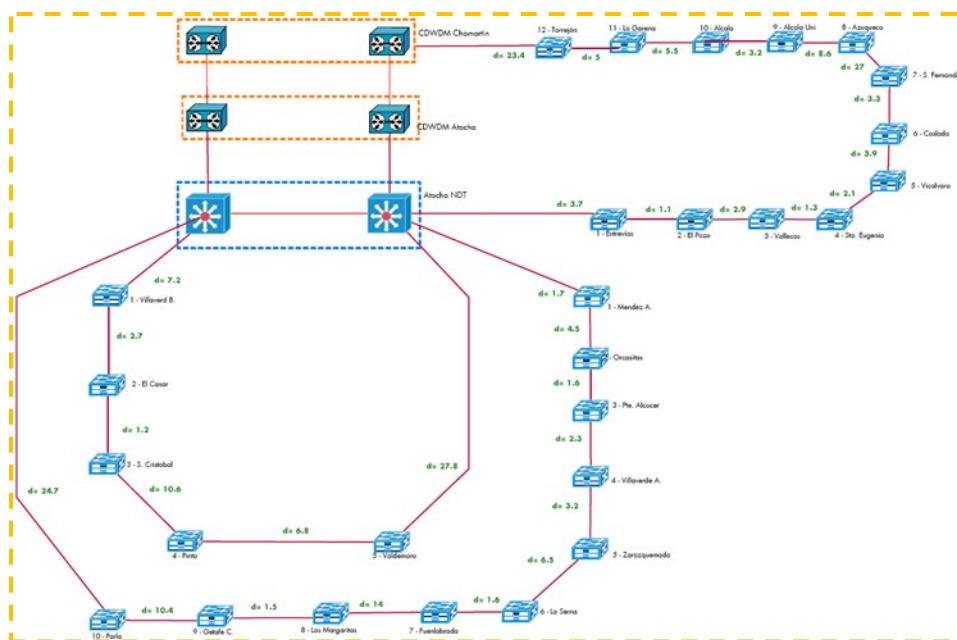 CDWDM Chamartín
12 - Torrejón
11 - La Garena
10 - Alcala
9 - Alcala Uni
8 - Azuqueca
d= 23.4
d= 5
d= 5.5
d= 3.2
d= 8.6
d= 27
7 - S. Fernando
d= 3.3
CDWDM Atocha
6 - Coslada
d= 3.9
5 - Vicalvaro
Atocha NDT
d= 2.1
d= 3.7
d= 1.1
d= 2.9
d= 1.3
1 - Entrevias
2 - El Pozo
3 - Vallecas
4 - Sta. Eugenia
d= 7.2
d= 1.7
1 - Villaverd B.
1 - Mendez A.
d= 2.7
d= 4.5
- Orcasitas
2 - El Casar
d= 1.6
3 - Pte. Alcocer
d= 1.2
d= 2.3
3 - S. Cristobal
d= 27.8
4 - Villaverde A.
d= 24.7
d= 10.6
d= 3.2
d= 6.8
4 - Pinto
5 - Valdemoro
5 - Zarzaquemada
d= 6.5
d= 10.4
d= 1.5
d= 14
d= 1.6
10 - Parla
9 - Getafe C.
8 - Las Margaritas
7 - Fuenlabrada
6 - La Serna